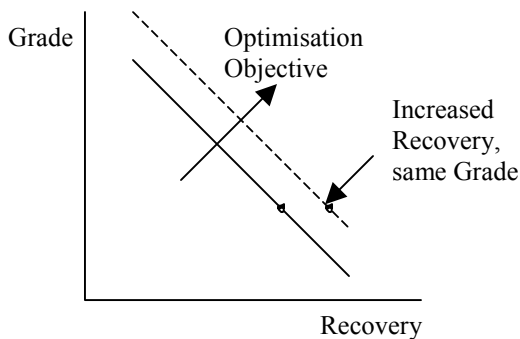 Grade
Optimisation
Objective
Increased
Recovery,
same Grade
Recovery